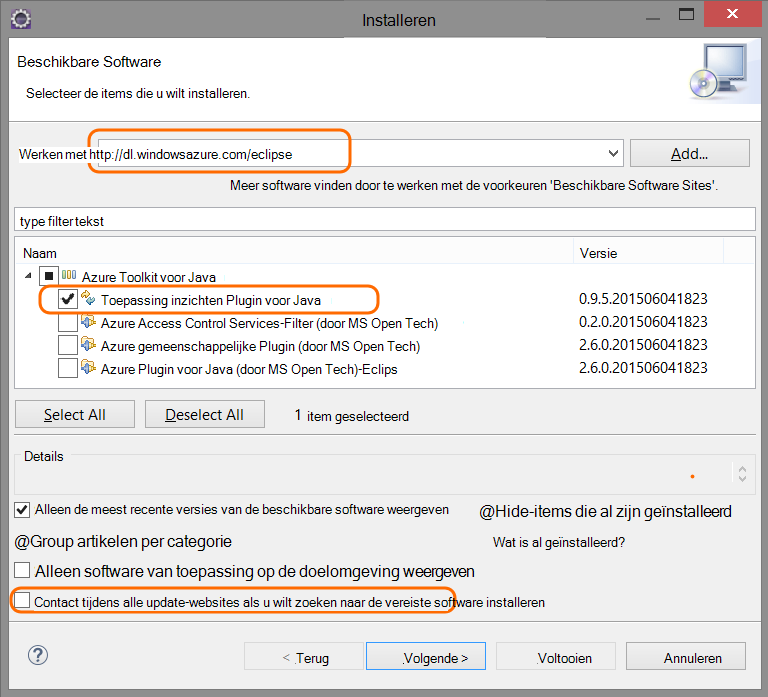 Installeren
Beschikbare Software
Selecteer de items die u wilt installeren.
Werken met http://dl.windowsazure.com/eclipse
Add...
Meer software vinden door te werken met de voorkeuren 'Beschikbare Software Sites'.
type filter tekst
Naam Versie
Azure Toolkit voor Java
Toepassing inzichten Plugin voor Java 0.9.5.201506041823
Azure Access Control Services-Filter (door MS Open Tech) 0.2.0.201506041823
Azure gemeenschappelijke Plugin (door MS Open Tech) 2.6.0.201506041823
Azure Plugin voor Java (door MS Open Tech)-Eclips 2.6.0.201506041823
Select All Deselect All 1 item geselecteerd
Details
Alleen de meest recente versies van de beschikbare software weergeven @Hide-items die al zijn geïnstalleerd
@Group artikelen per categorie Wat is al geïnstalleerd?
Alleen software van toepassing op de doelomgeving weergeven
Contact tijdens alle update-websites als u wilt zoeken naar de vereiste software installeren
? < Terug Volgende > Voltooien Annuleren